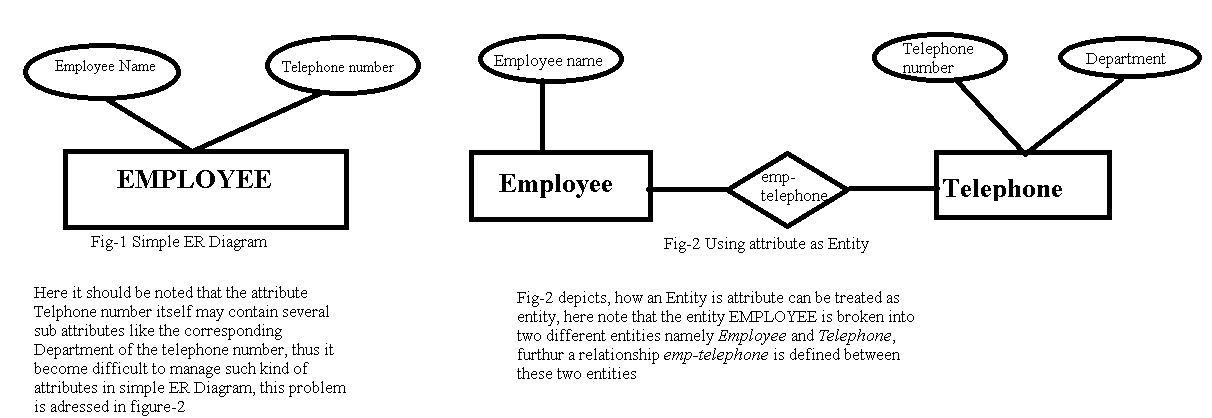 Employee Name
Telephone number
EMPLOYEE
Fig-1 Simple ER Diagram
Here it should be noted that the attribute
Telphone number itself may contain several
sub attributes like the corresponding
Department of the telephone number, thus it
become difficult to manage such kind of
attributes in simple ER Diagram, this problem
is adressed in figure-2
Employee name
Telephone
number
Department
Employee
emp-
telephone
Telephone
Fig-2 Using attribute as Entity
Fig-2 depicts, how an Entity is attribute can be treated as
entity, here note that the entity EMPLOYEE is broken into
two different entities namely Employee and Telephone,
furthur a relationship emp-telephone is defined between
these two entities